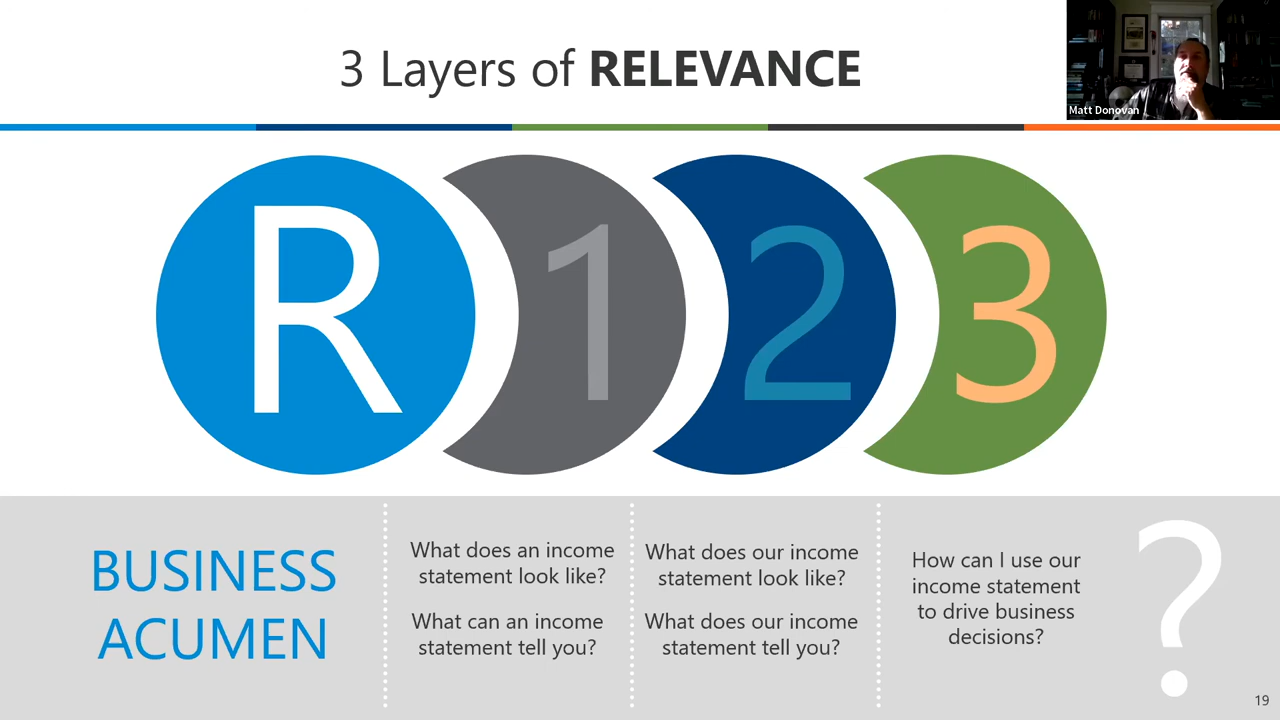 3 Layers of RELEVANCE
Matt Donovan
R
1
2
3
BUSINESS
ACUMEN
What does an income
statement look like?
What can an income
statement tell you?
What does our income
statement look like?
What does our income
statement tell you?
How can I use our
income statement
to drive business
decisions?
?
19